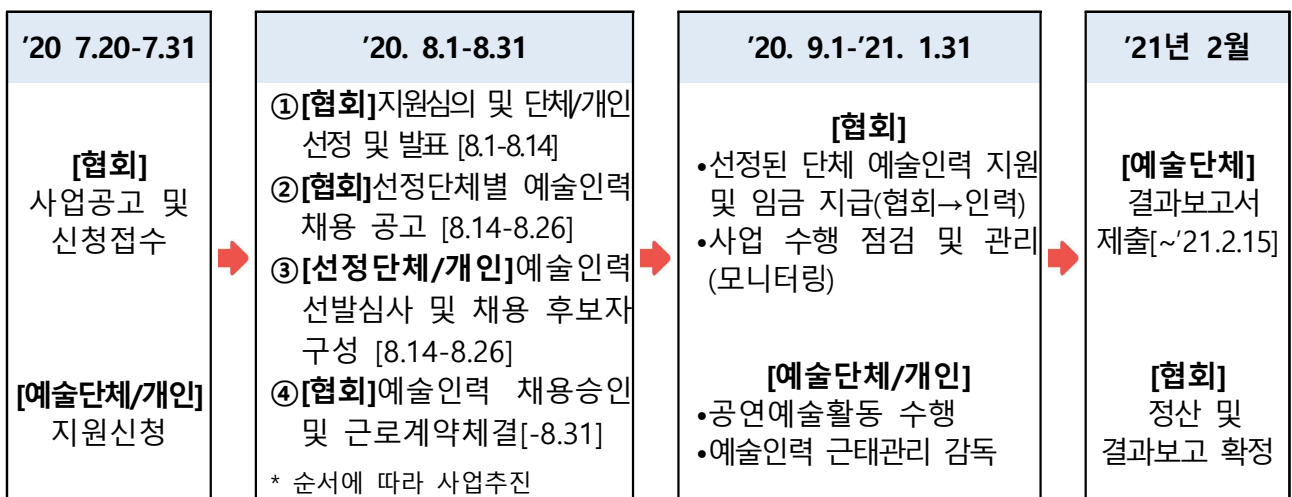 '20 7.20-7.31
[협회]
사업공고 및
신청접수
[예술단체/개인]
지원신청
'20. 8.1-8.31
①[협회]지원심의 및 단체/개인
선정 및 발표 [8.1-8.14]
②[협회]선정단체별 예술인력
채용 공고 [8.14-8.26]
③[선정단체/개인]예술인력
선발심사 및 채용 후보자
구성 [8.14-8.26]
④[협회]예술인력 채용승인
및 근로계약체결[-8.31]
* 순서에 따라 사업추진
'20. 9.1-'21. 1.31
[협회]
•선정된 단체 예술인력 지원
및 임금 지급(협회→인력)
•사업 수행 점검 및 관리
(모니터링)
[예술단체/개인]
•공연예술활동 수행
•예술인력 근태관리 감독
'21년 2월
[예술단체]
결과보고서
제출[~'21.2.15]
[협회]
정산 및
결과보고 확정